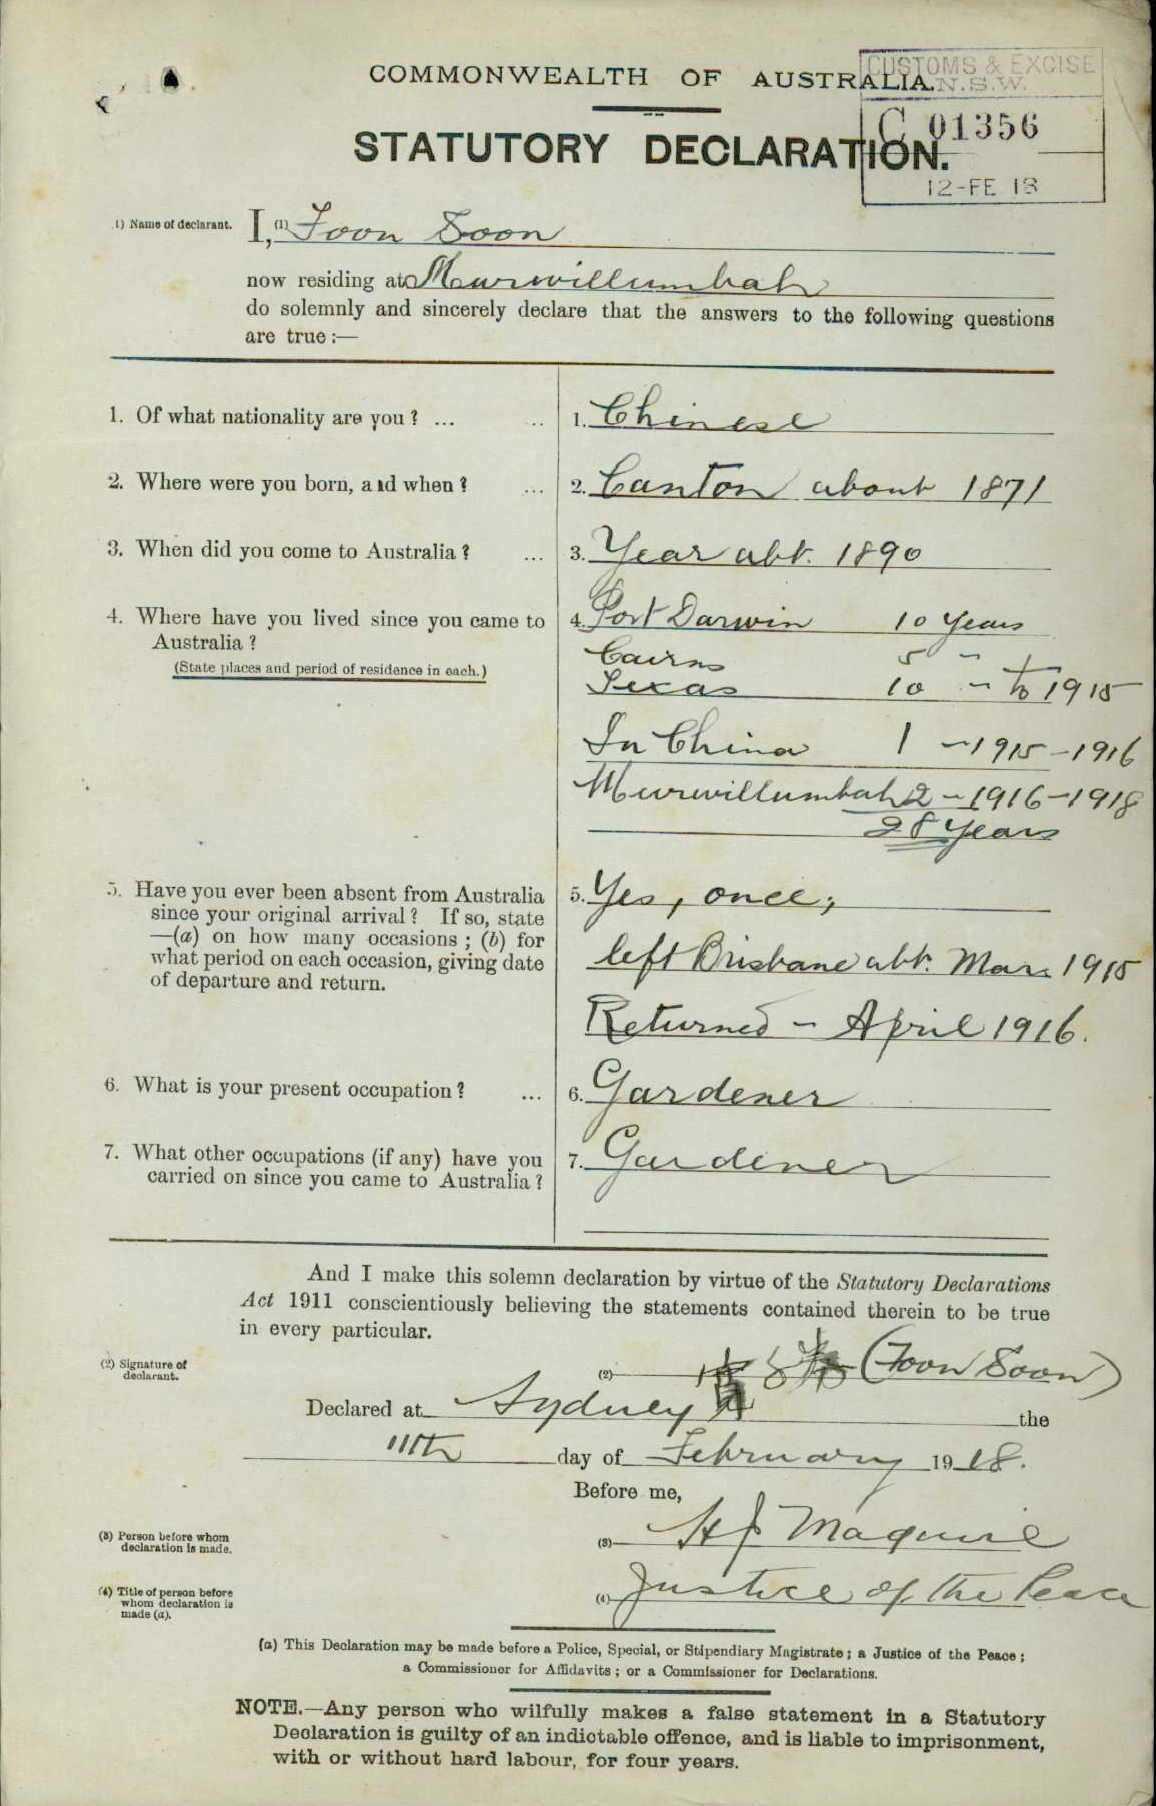 COMMONWEALTH OF AUSTRALIA.
CUSTOMS & EXCISE
N.S.W.
C 01356
12-FE 18
STATUTORY DECLARATION.
1) Name of declarant. I, (1) Foon Soon
now residing at Murwillumbah
do solemnly and sincerely declare that the answers to the following questions
are true:—
1. Of what nationality are you? ... .. 1. Chinese
2. Where were you born, and when? ... 2. Canton about 1871
3. When did you come to Australia? ... 3. Year abt. 1890
4. Where have you lived since you came to 4. Port Darwin 10 Years
Australia?
(State places and period of residence in each.)
Cairns 5 "
Texas 10 " to 1915
In China 1 " 1915-1916
Murwillumbah 2 " 1916-1918
28 Years
5. Have you ever been absent from Australia 5. Yes, once;
since your original arrival? If so, state
—(a) on how many occasions; (b) for
what period on each occasion, giving date left Brisbane abt. Mar. 1915
of departure and return.
Returned – April 1916.
6. What is your present occupation? ... 6. Gardener
7. What other occupations (if any) have you 7. Gardener
carried on since you came to Australia?
And I make this solemn declaration by virtue of the Statutory Declarations
Act 1911 conscientiously believing the statements contained therein to be true
in every particular.
(2) Signature of
declarant.
(2) (Foon Soon)
Declared at Sydney the
11th day of February 1918.
Before me,
(3) Person before whom
declaration is made.
(3) H J Maguire
(4) Title of person before
whom declaration is
made (a).
(4) Justice of the Peace
(a) This Declaration may be made before a Police, Special, or Stipendiary Magistrate; a Justice of the Peace;
a Commissioner for Affidavits; or a Commissioner for Declarations.
NOTE.—Any person who wilfully makes a false statement in a Statutory
Declaration is guilty of an indictable offence, and is liable to imprisonment,
with or without hard labour, for four years.